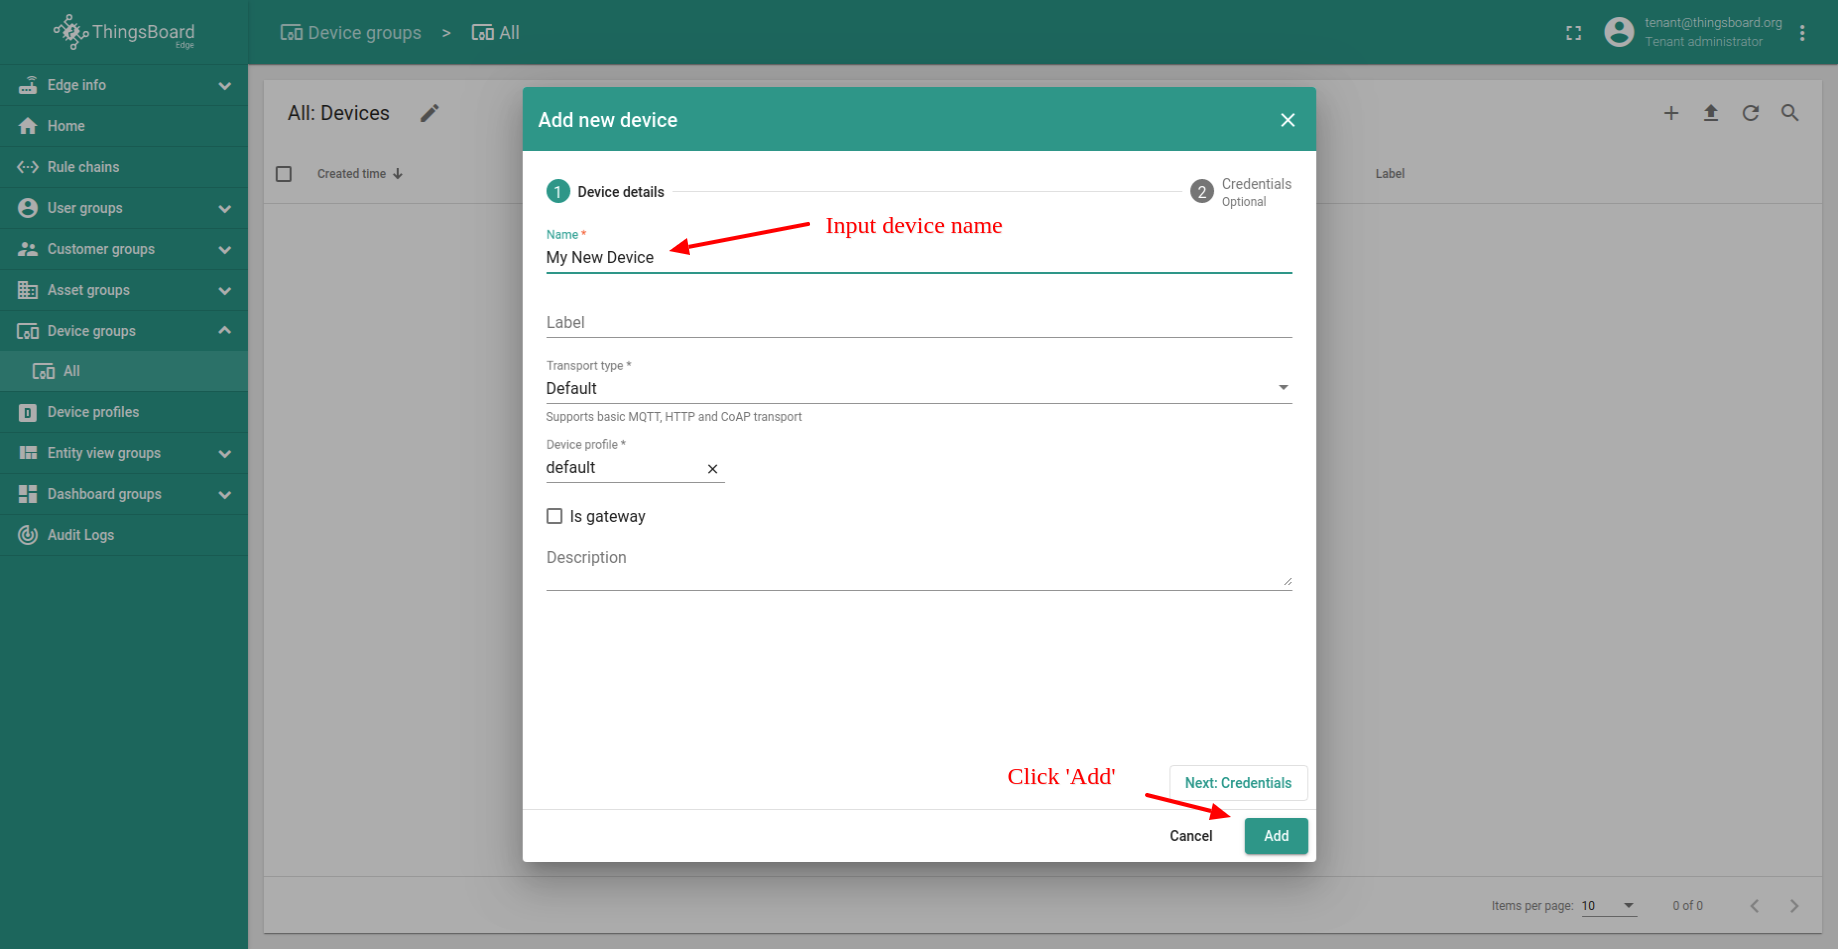 ThingsBoard
Edge
Device groups > All
tenant@thingsboard.org
Tenant administrator
Edge info
Home
Rule chains
User groups
Customer groups
Asset groups
Device groups
All
Device profiles
Entity view groups
Dashboard groups
Audit Logs
All: Devices
Created time
Label
Add new device
1 Device details
2 Credentials
Optional
Input device name
Name *
My New Device
Label
Transport type *
Default
Supports basic MQTT, HTTP and CoAP transport
Device profile *
default
Is gateway
Description
Click 'Add'
Next: Credentials
Cancel
Add
Items per page: 10
0 of 0